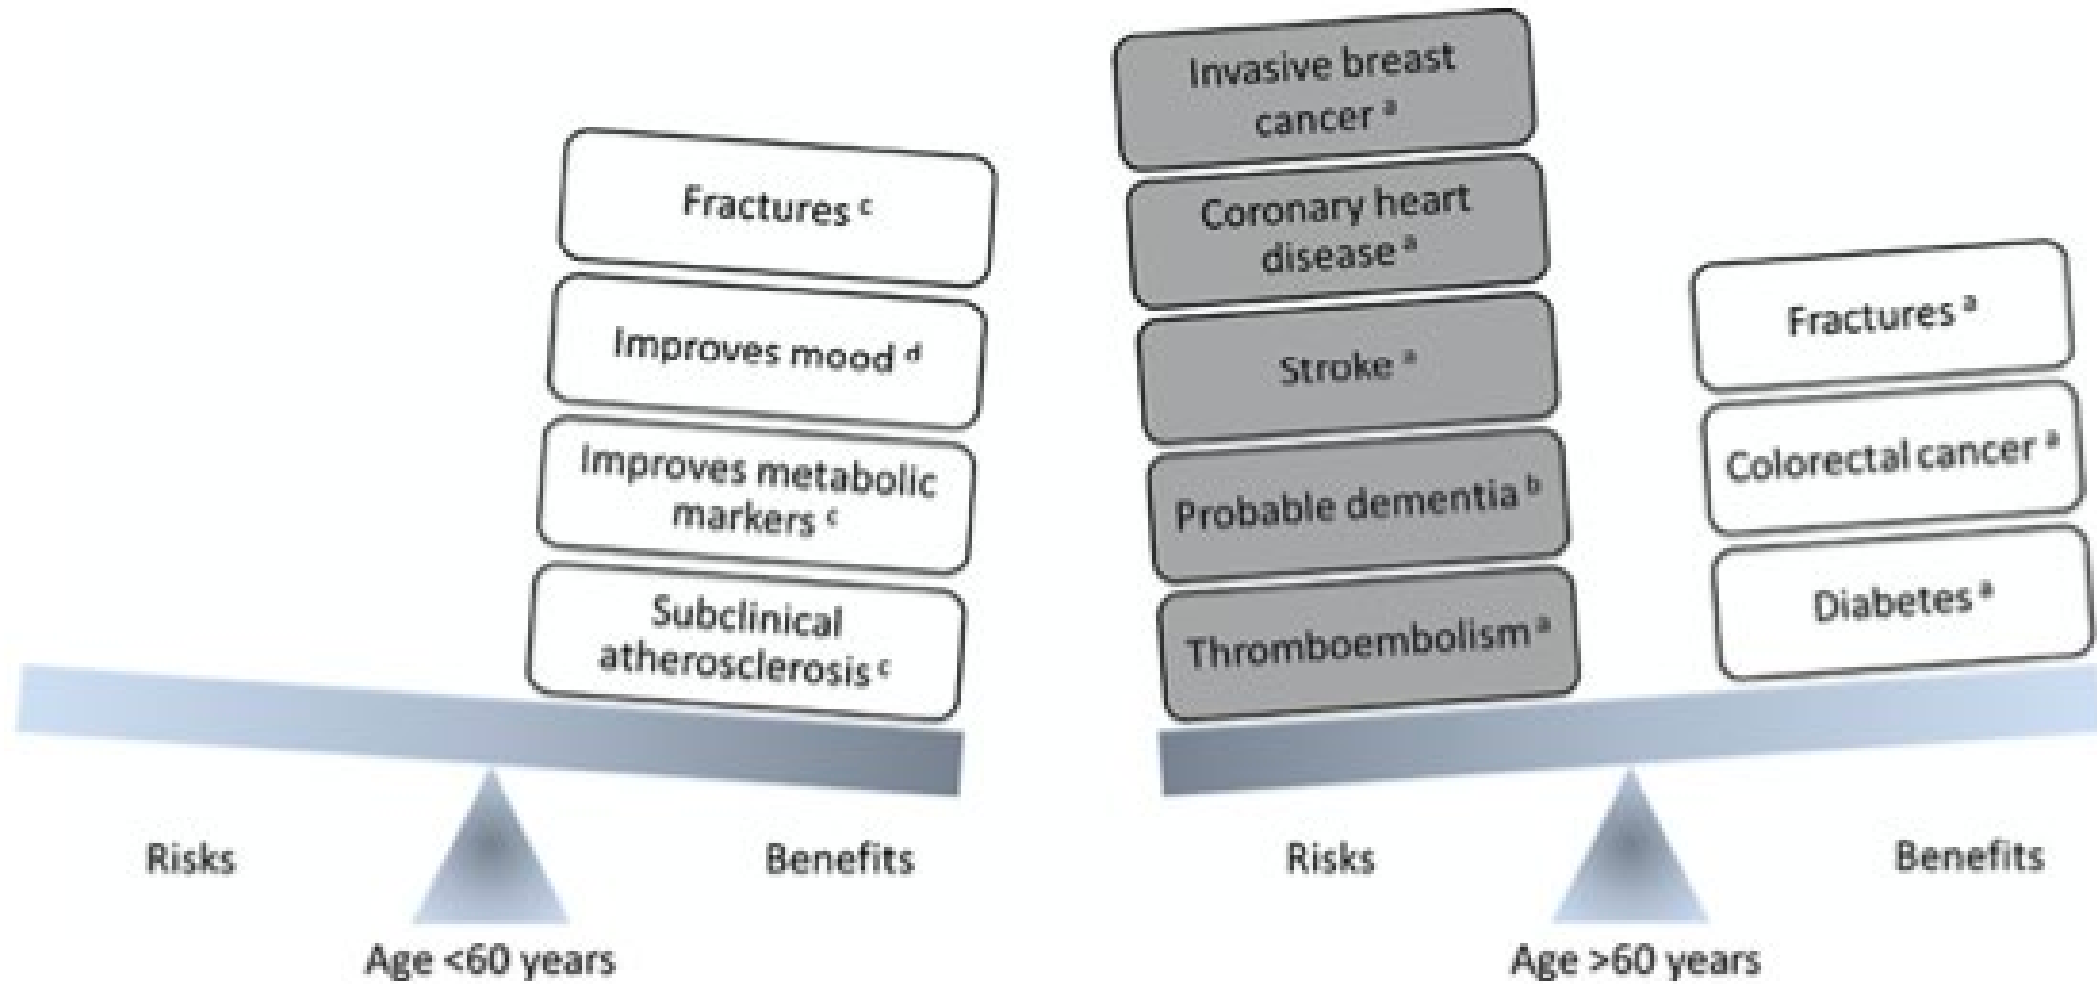 Fractures c
Improves mood d
Improves metabolic
markers c
Subclinical
atherosclerosis c
Risks
Benefits
Age <60 years
Invasive breast
cancer a
Coronary heart
disease a
Stroke a
Probable dementia b
Thromboembolism a
Fractures a
Colorectal cancer a
Diabetes a
Risks
Benefits
Age >60 years